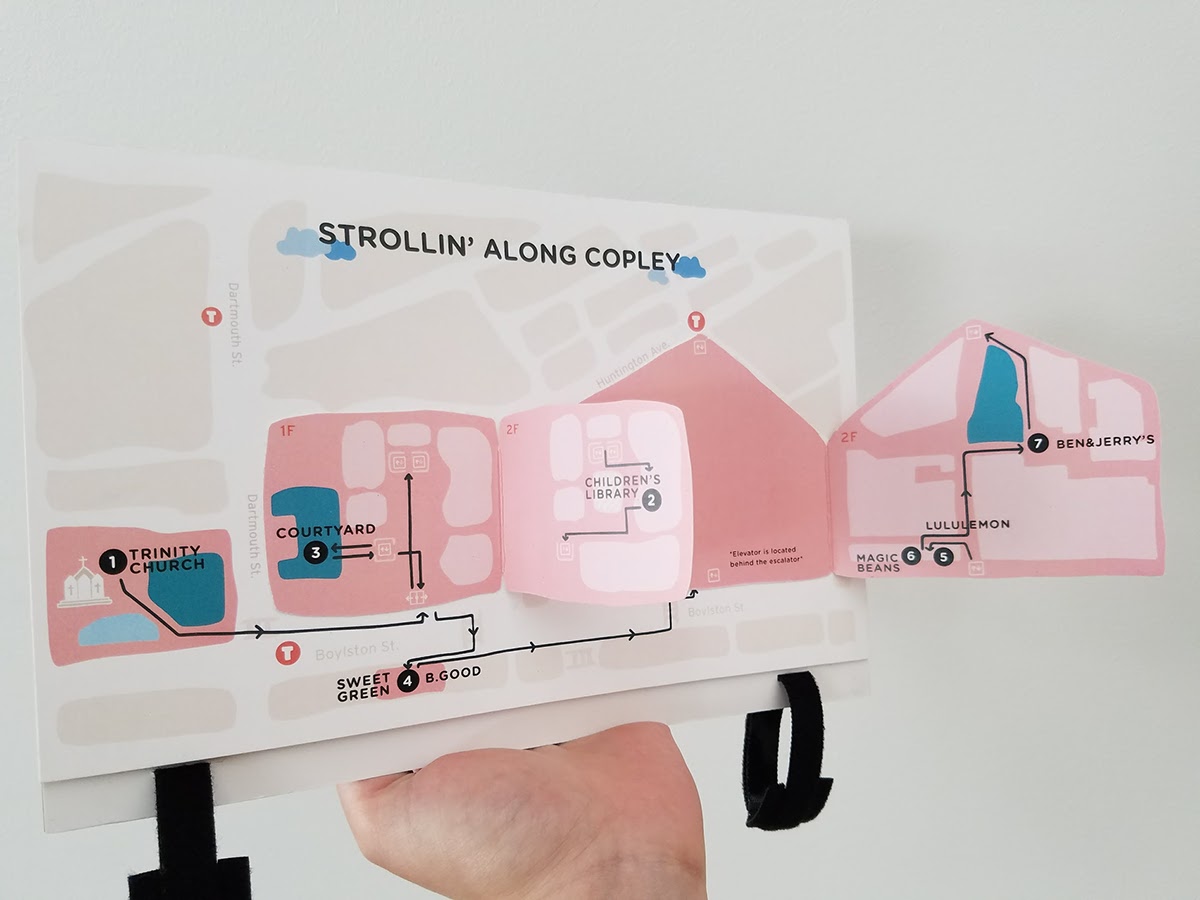 STROLLIN' ALONG COPLEY
Dartmouth St.
T
T
Huntington Ave.
1F
2F
2F
7 BEN&JERRY'S
CHILDREN'S
LIBRARY 2
Dartmouth St.
COURTYARD
3
LULULEMON
1 TRINITY
CHURCH
"Elevator is located
behind the escalator"
MAGIC
BEANS 6 5
Boylston St
T
Boylston St.
SWEET
GREEN 4 B.GOOD